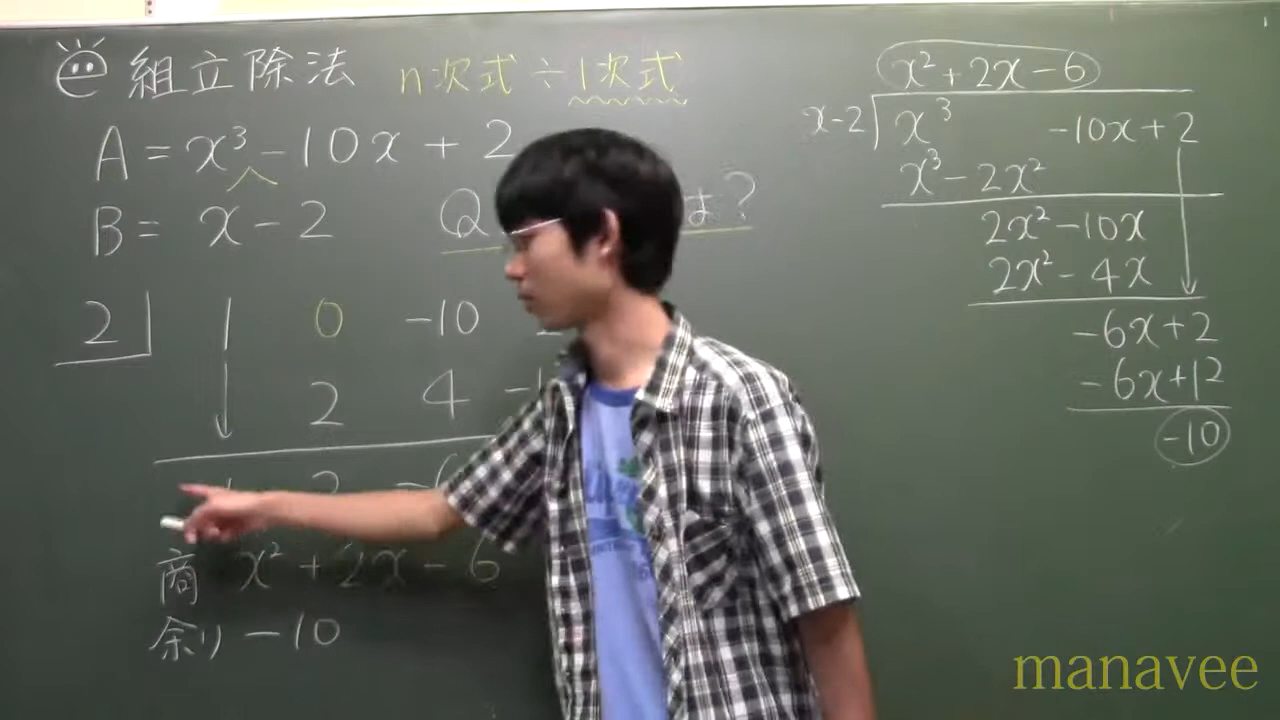 組立除法 n次式÷1次式
A = x³ - 10x + 2
B = x - 2 Q は?
2 1 0 -10
2 4
2
商 x² + 2x - 6
余り -10
x² + 2x - 6
x-2 x³ -10x + 2
x³ - 2x²
2x² - 10x
2x² - 4x
-6x + 2
-6x + 12
-10
manavee